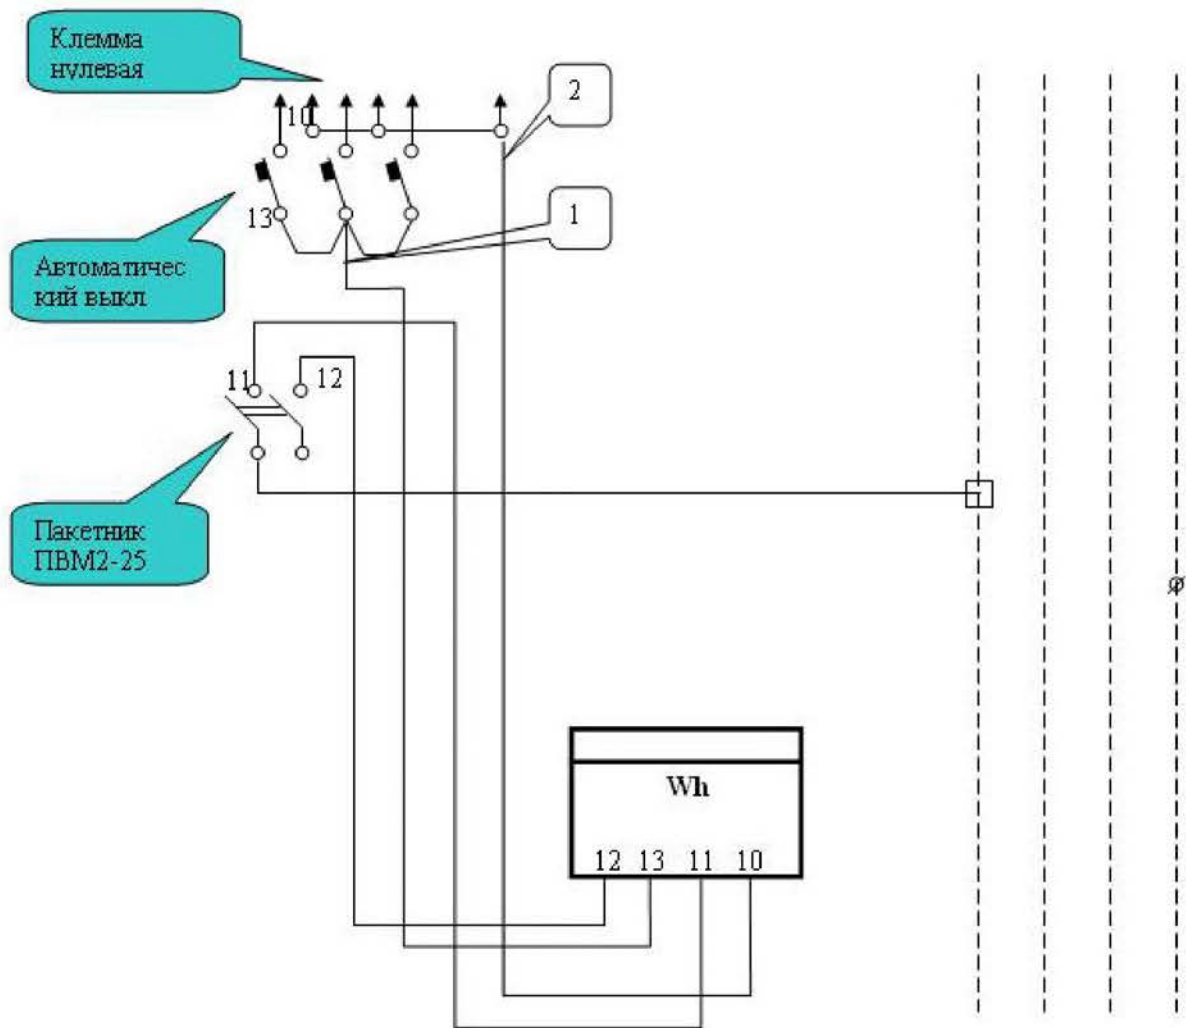 Клемма
нулевая
2
10
13
1
Автоматичес
кий выкл
11
12
Пакетник
ПВМ2-25
Wh
12 13 11 10